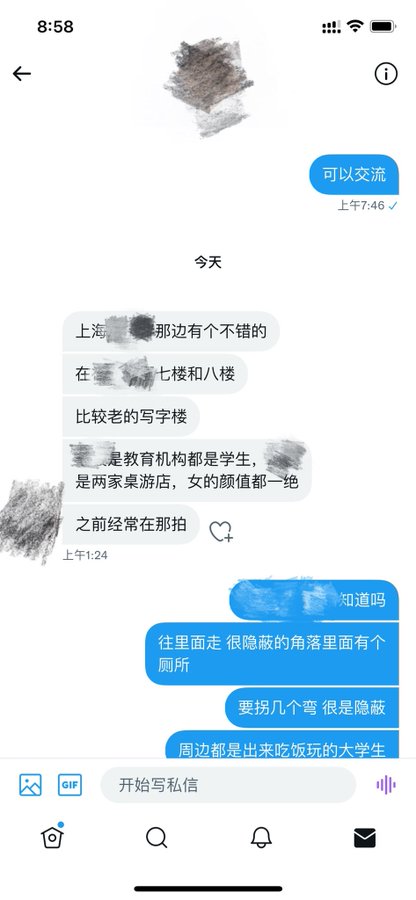 8:58
可以交流
上午7:46
今天
上海
那边有个不错的
在
七楼和八楼
比较老的写字楼
是教育机构都是学生，
是两家桌游店，女的颜值都一绝
之前经常在那拍
上午1:24
知道吗
往里面走 很隐蔽的角落里面有个
厕所
要拐几个弯 很是隐蔽
周边都是出来吃饭玩的大学生
GIF
开始写私信